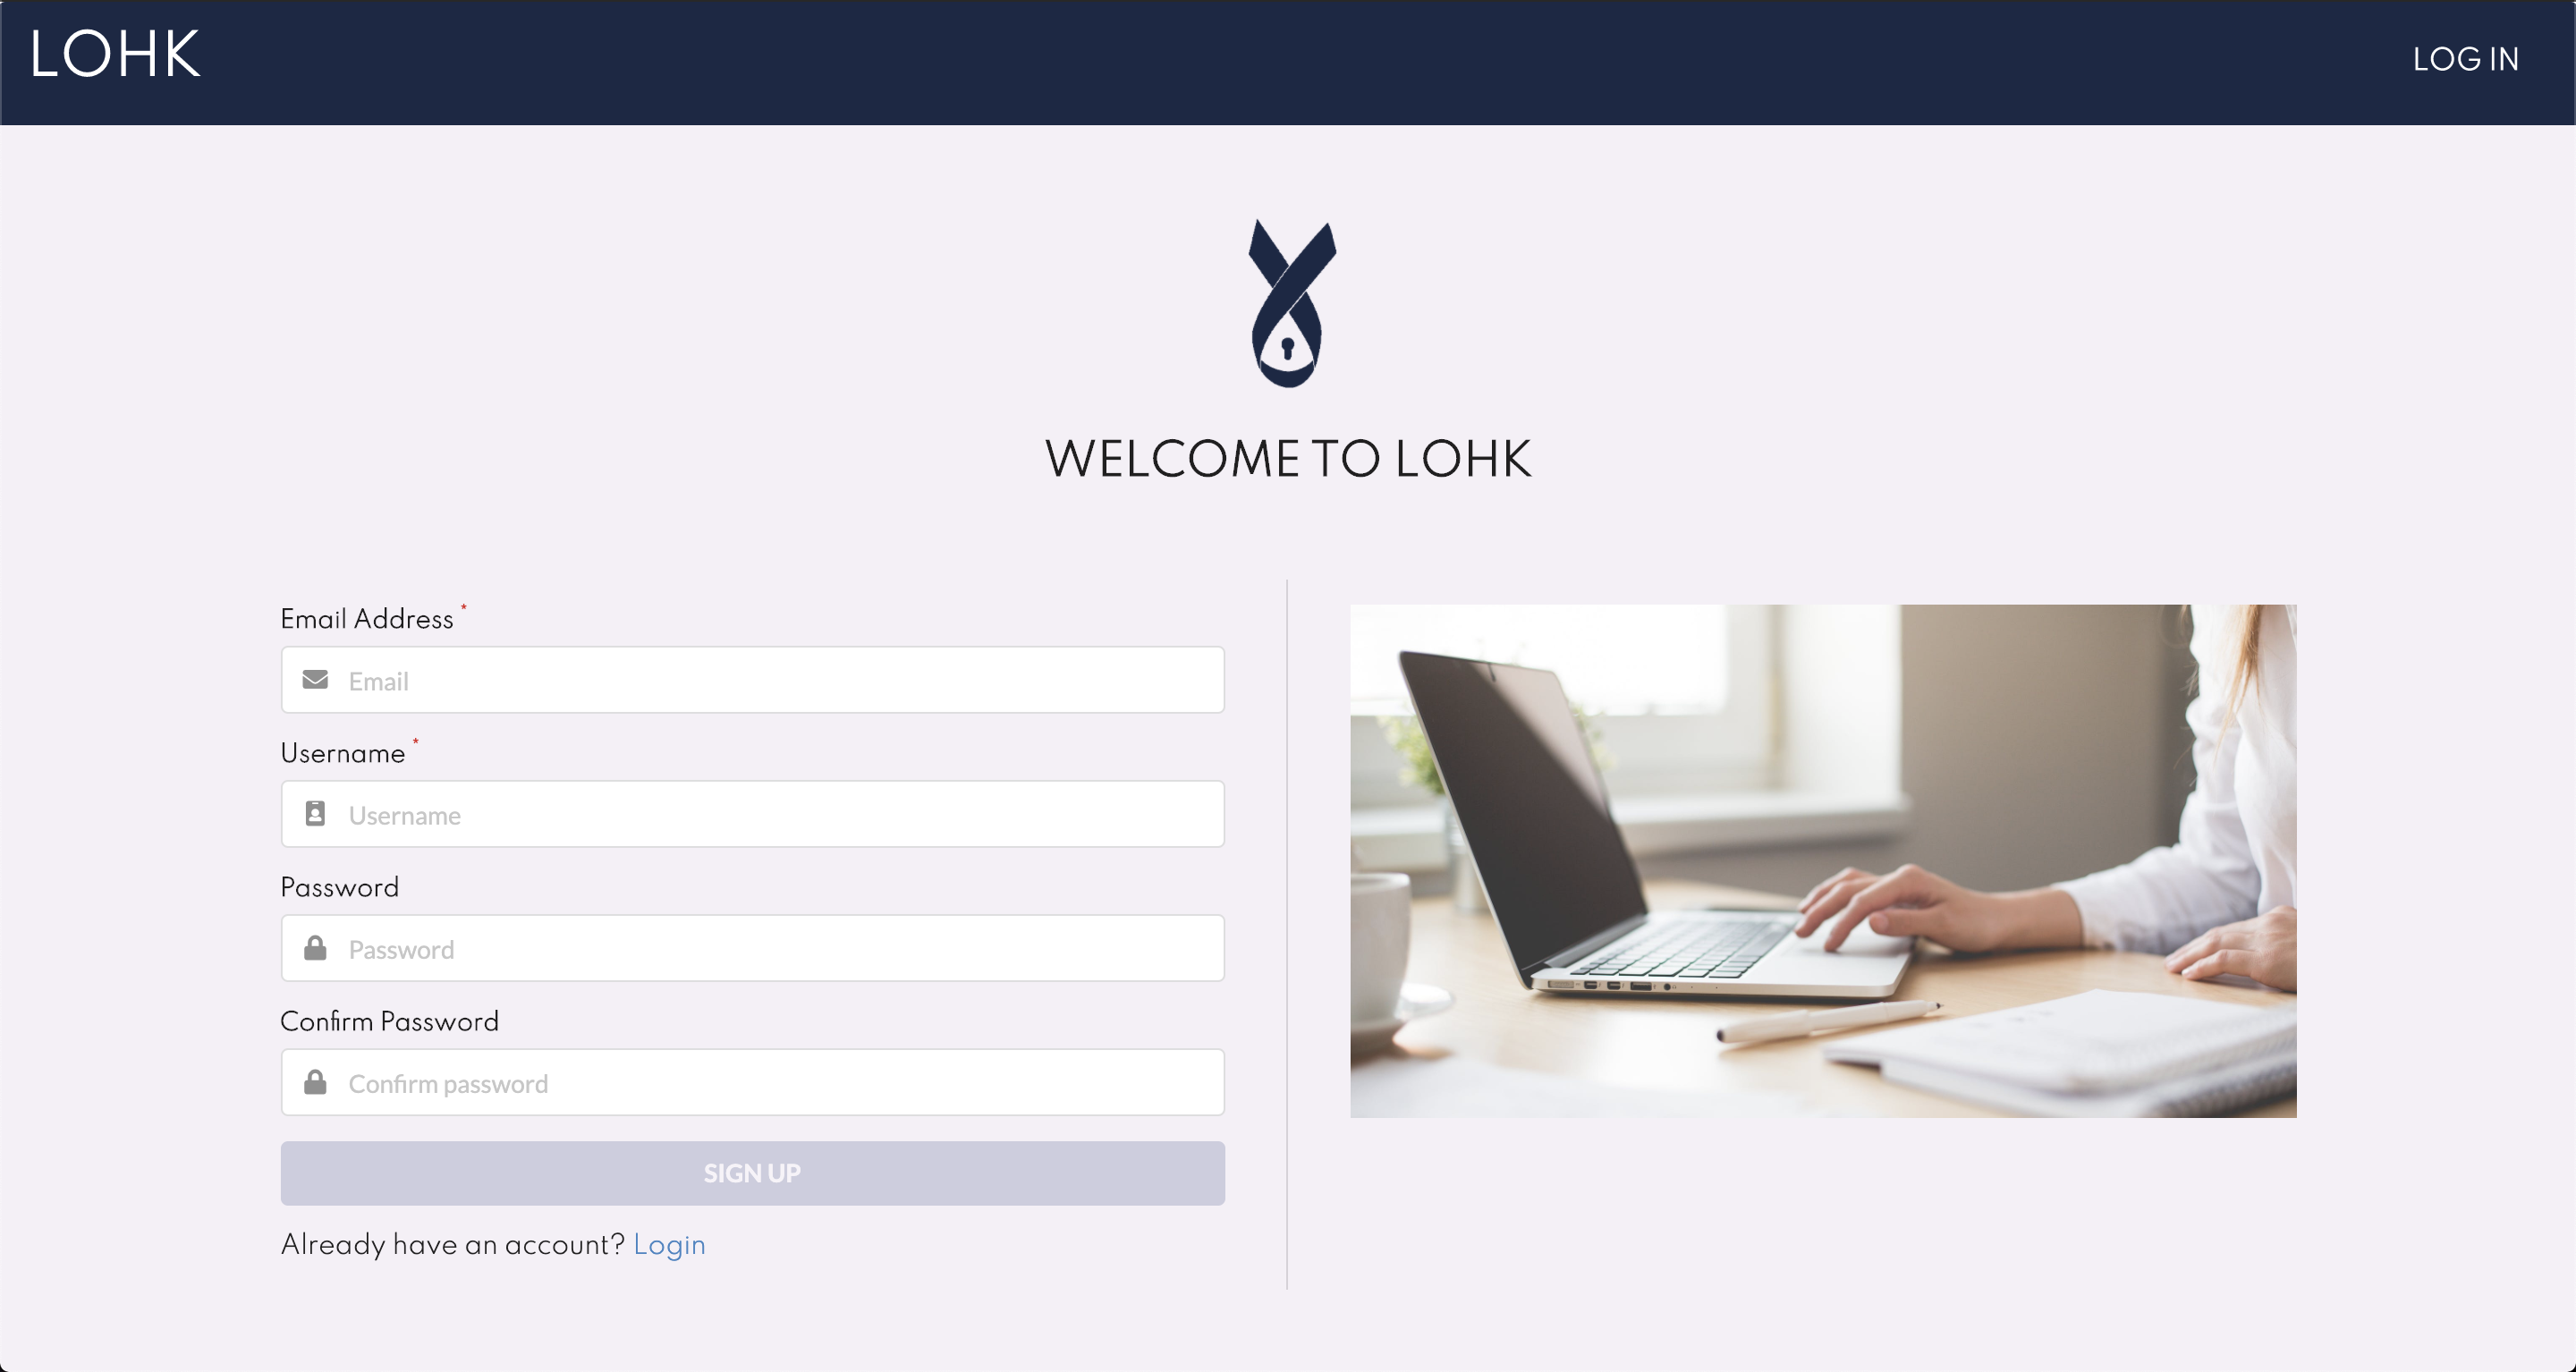 LOHK
LOG IN
WELCOME TO LOHK
Email Address *
Email
Username *
Username
Password
Password
Confirm Password
Confirm password
SIGN UP
Already have an account? Login